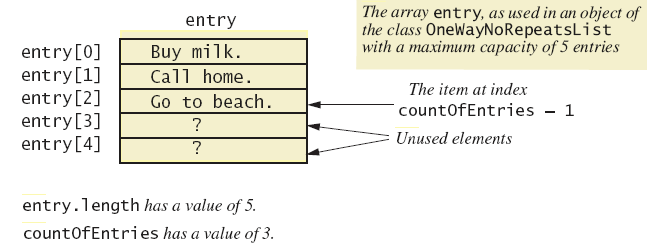 entry
The array entry, as used in an object of
the class OneWayNoRepeatsList
with a maximum capacity of 5 entries
entry[0] Buy milk.
entry[1] Call home.
entry[2] Go to beach.
entry[3] ?
entry[4] ?
The item at index
countOfEntries – 1
Unused elements
entry.length has a value of 5.
countOfEntries has a value of 3.